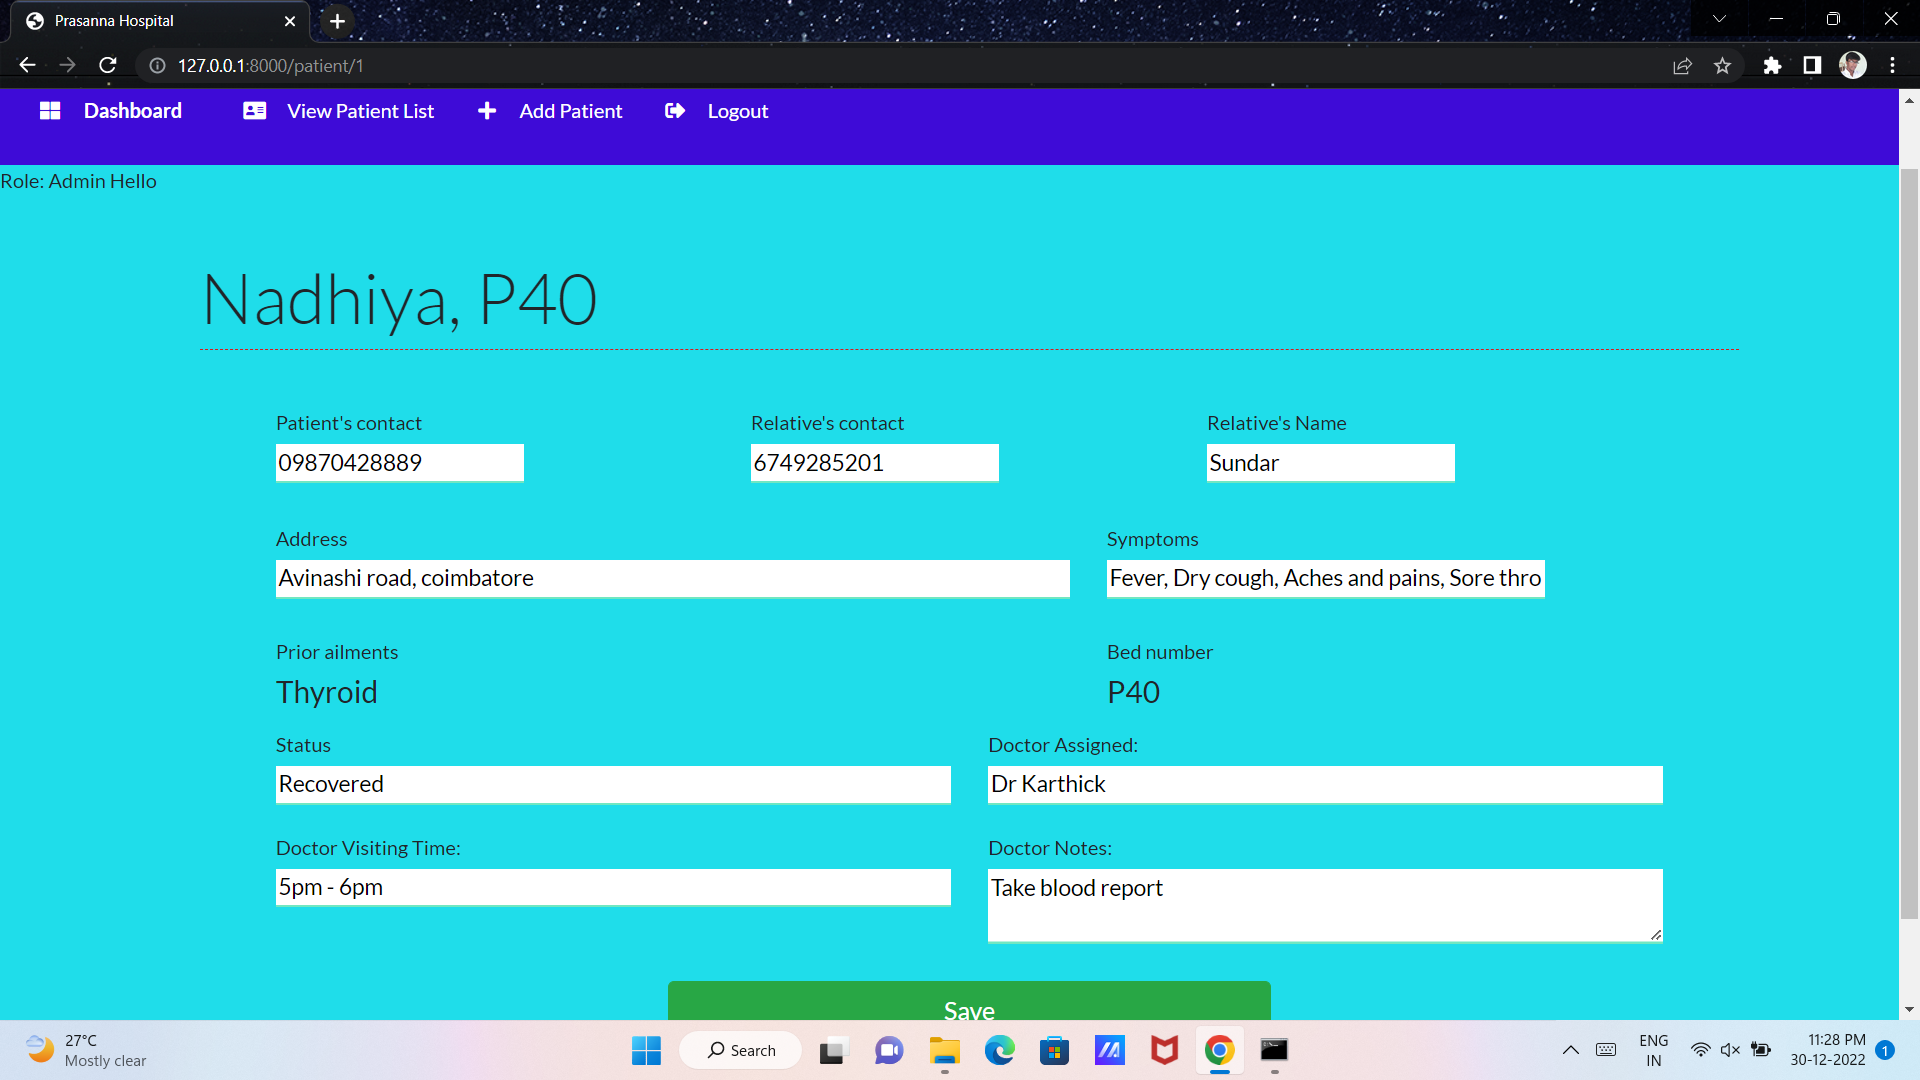 Prasanna Hospital
127.0.0.1:8000/patient/1
Dashboard View Patient List Add Patient Logout
Role: Admin Hello
Nadhiya, P40
Patient's contact Relative's contact Relative's Name
09870428889 6749285201 Sundar
Address Symptoms
Avinashi road, coimbatore Fever, Dry cough, Aches and pains, Sore thro
Prior ailments Bed number
Thyroid P40
Status Doctor Assigned:
Recovered Dr Karthick
Doctor Visiting Time: Doctor Notes:
5pm - 6pm Take blood report
Save
27°C
Mostly clear
Search
ENG
IN
11:28 PM
30-12-2022
1